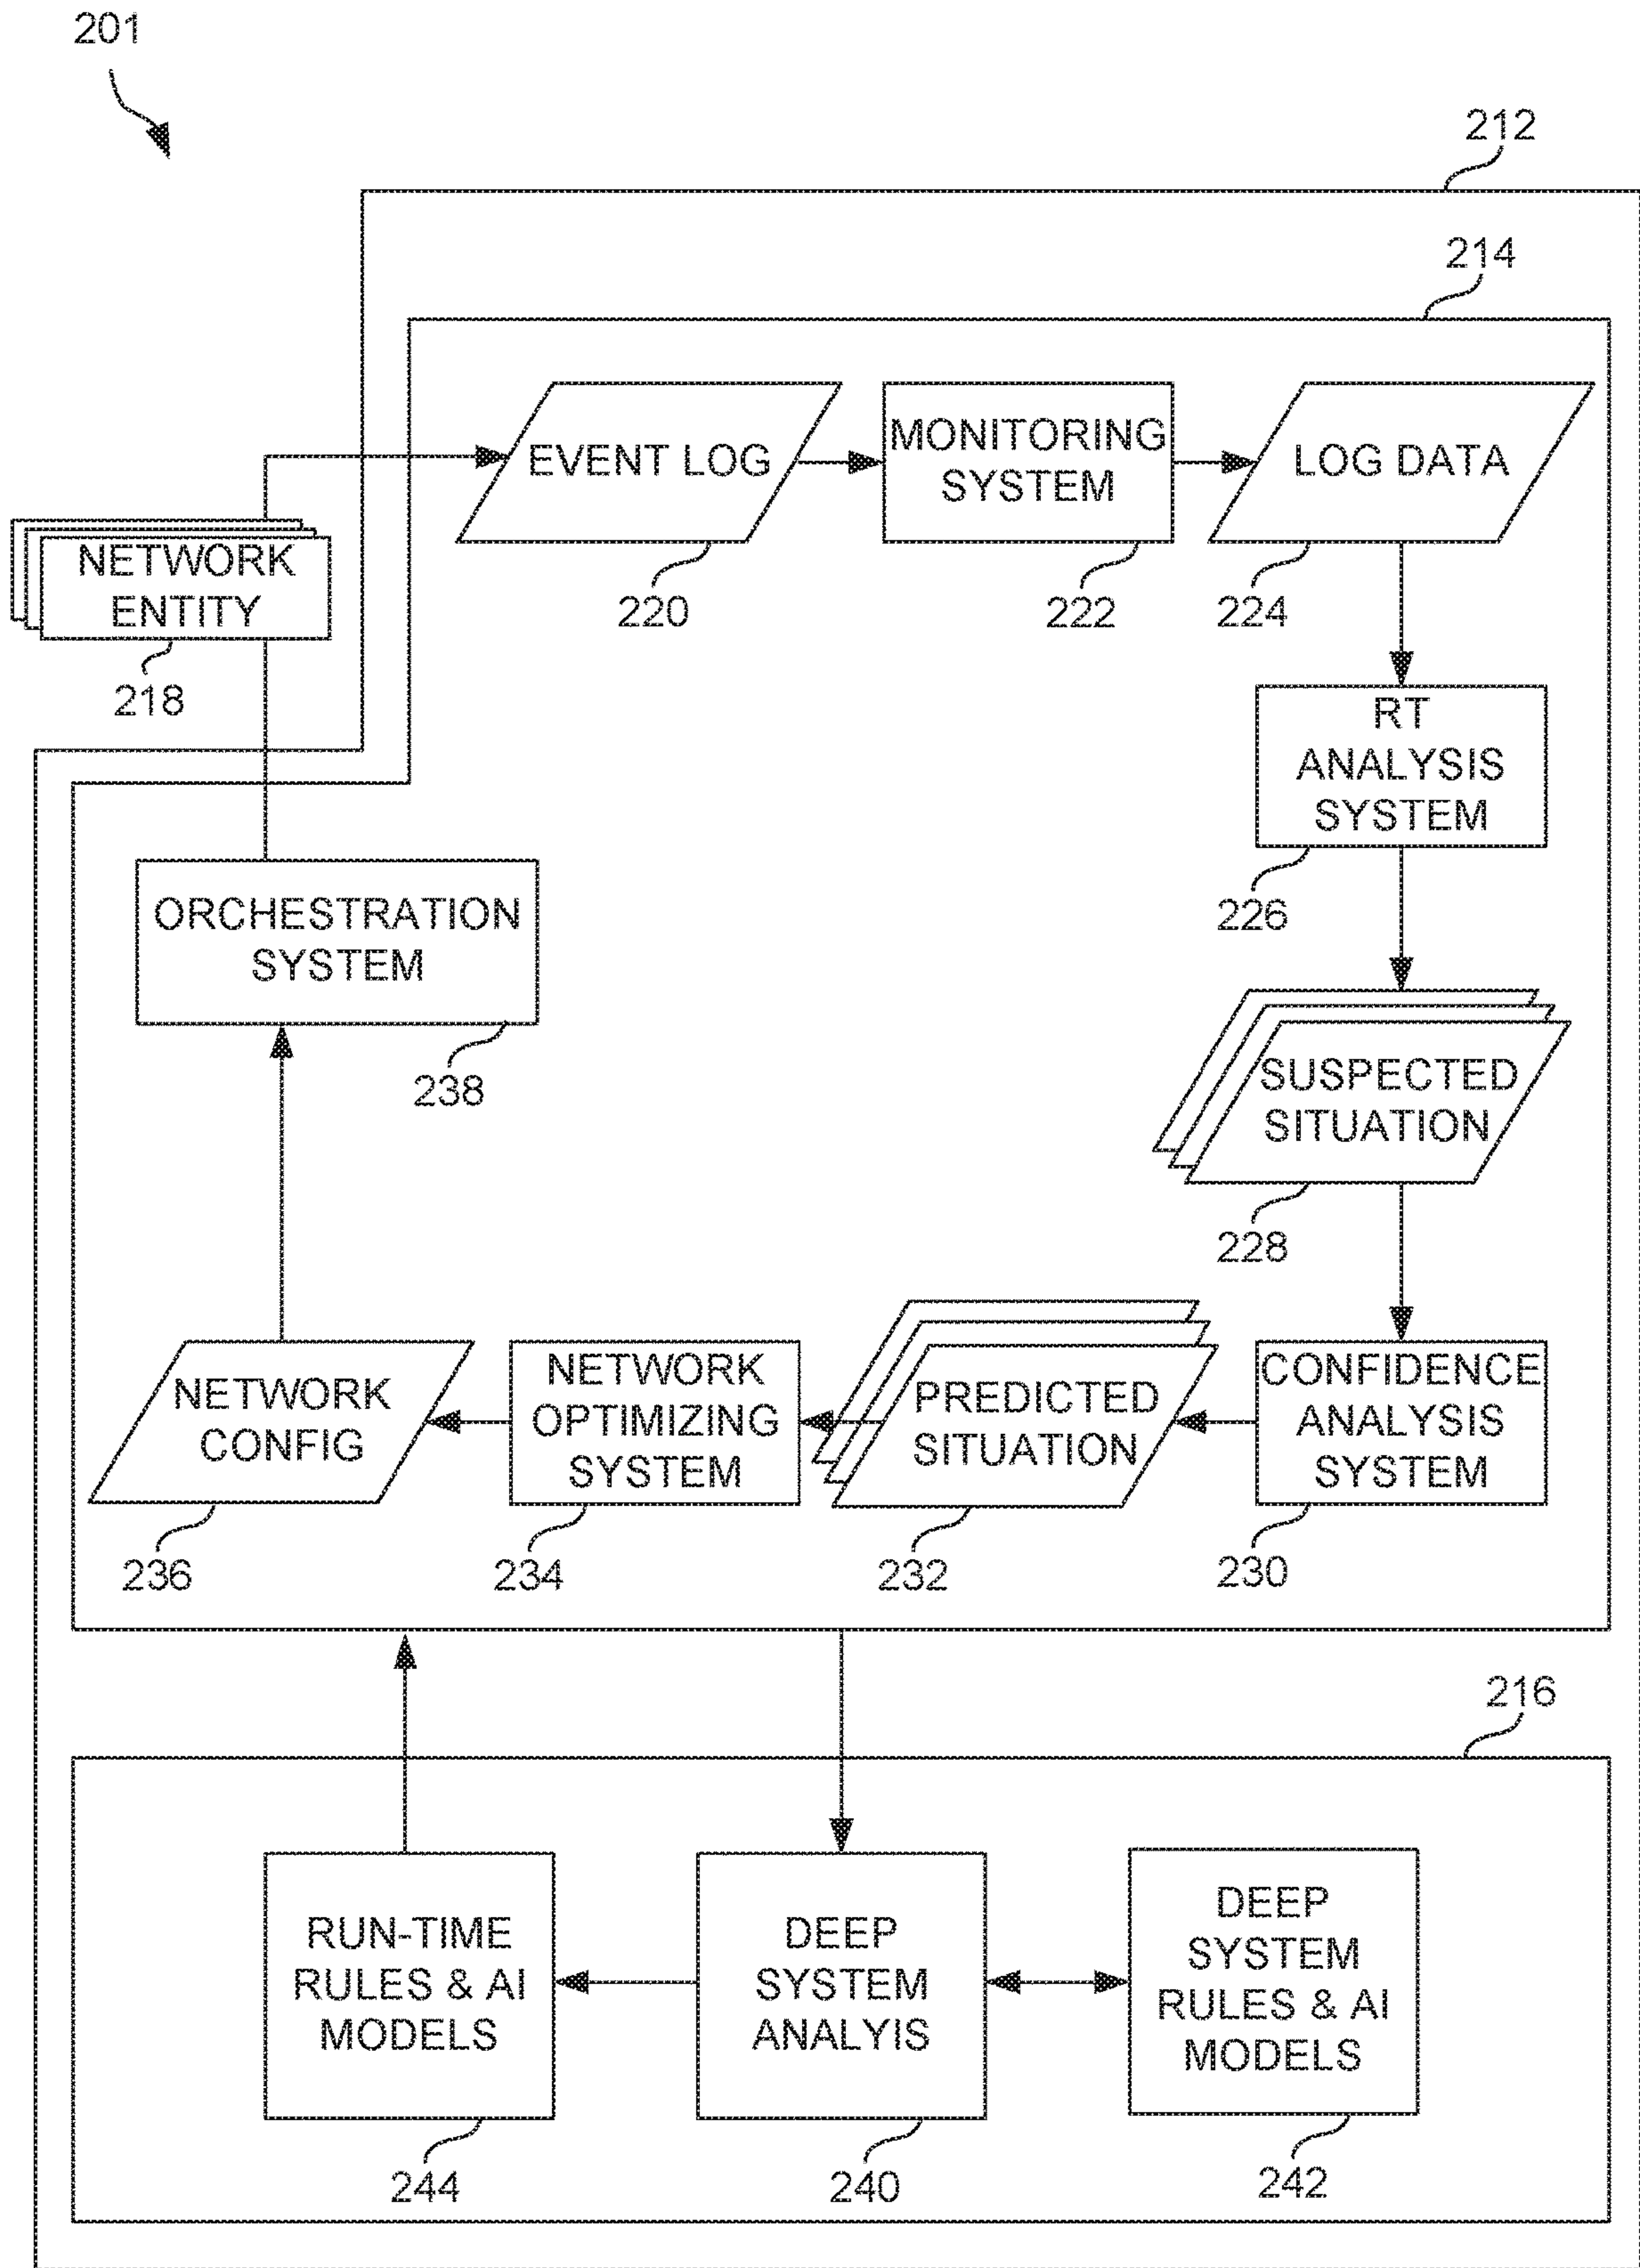 201
212
214
EVENT LOG
MONITORING
SYSTEM
LOG DATA
220
222
224
NETWORK
ENTITY
218
RT
ANALYSIS
SYSTEM
226
ORCHESTRATION
SYSTEM
238
SUSPECTED
SITUATION
228
NETWORK
CONFIG
236
NETWORK
OPTIMIZING
SYSTEM
234
PREDICTED
SITUATION
232
CONFIDENCE
ANALYSIS
SYSTEM
230
216
RUN-TIME
RULES & AI
MODELS
244
DEEP
SYSTEM
ANALYIS
240
DEEP
SYSTEM
RULES & AI
MODELS
242